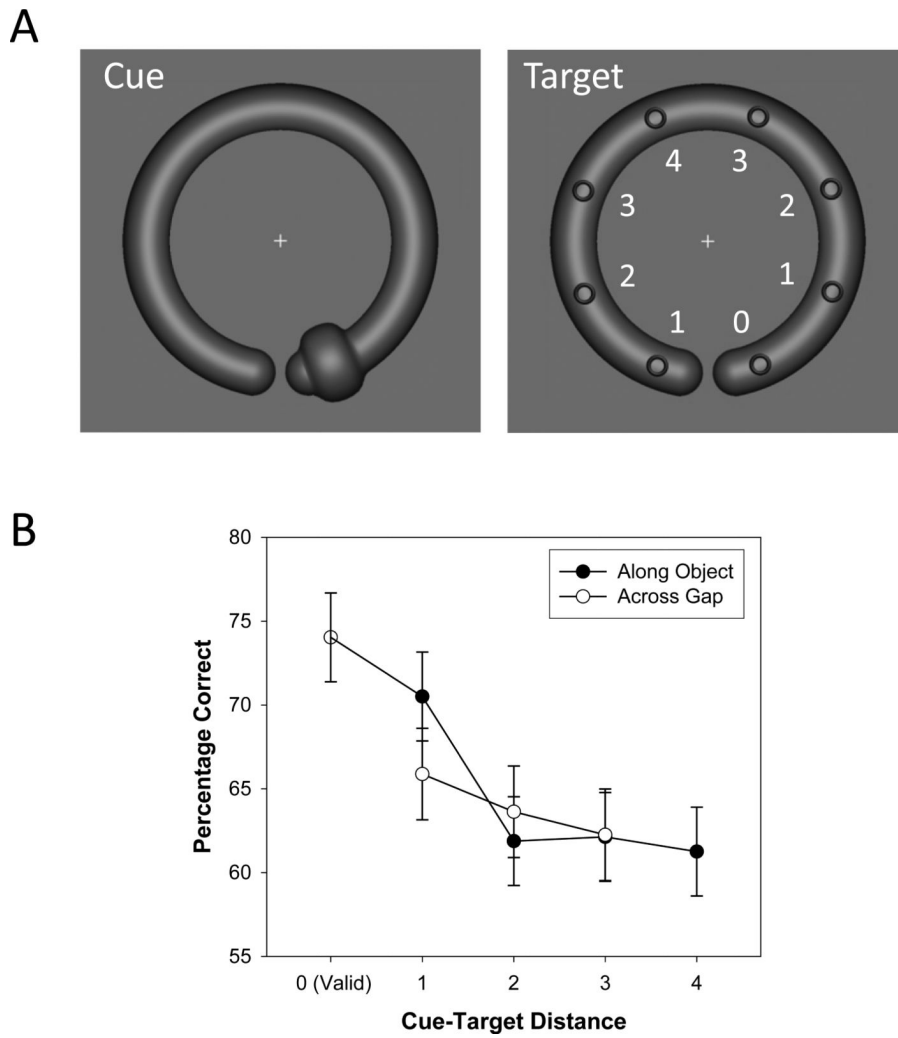 A
Cue
Target
4 3
3 2
2 1
1 0
B
80
75
70
65
60
55
Percentage Correct
Along Object
Across Gap
0 (Valid) 1 2 3 4
Cue-Target Distance